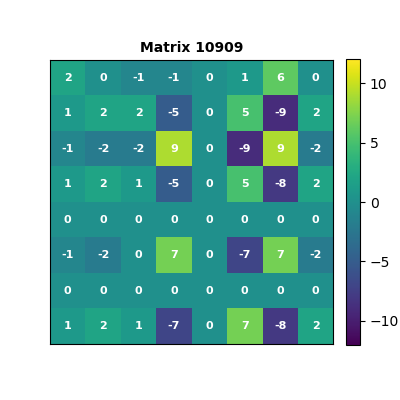 Matrix 10909
2 0 -1 -1 0 1 6 0
1 2 2 -5 0 5 -9 2
-1 -2 -2 9 0 -9 9 -2
1 2 1 -5 0 5 -8 2
0 0 0 0 0 0 0 0
-1 -2 0 7 0 -7 7 -2
0 0 0 0 0 0 0 0
1 2 1 -7 0 7 -8 2
10
5
0
−5
−10